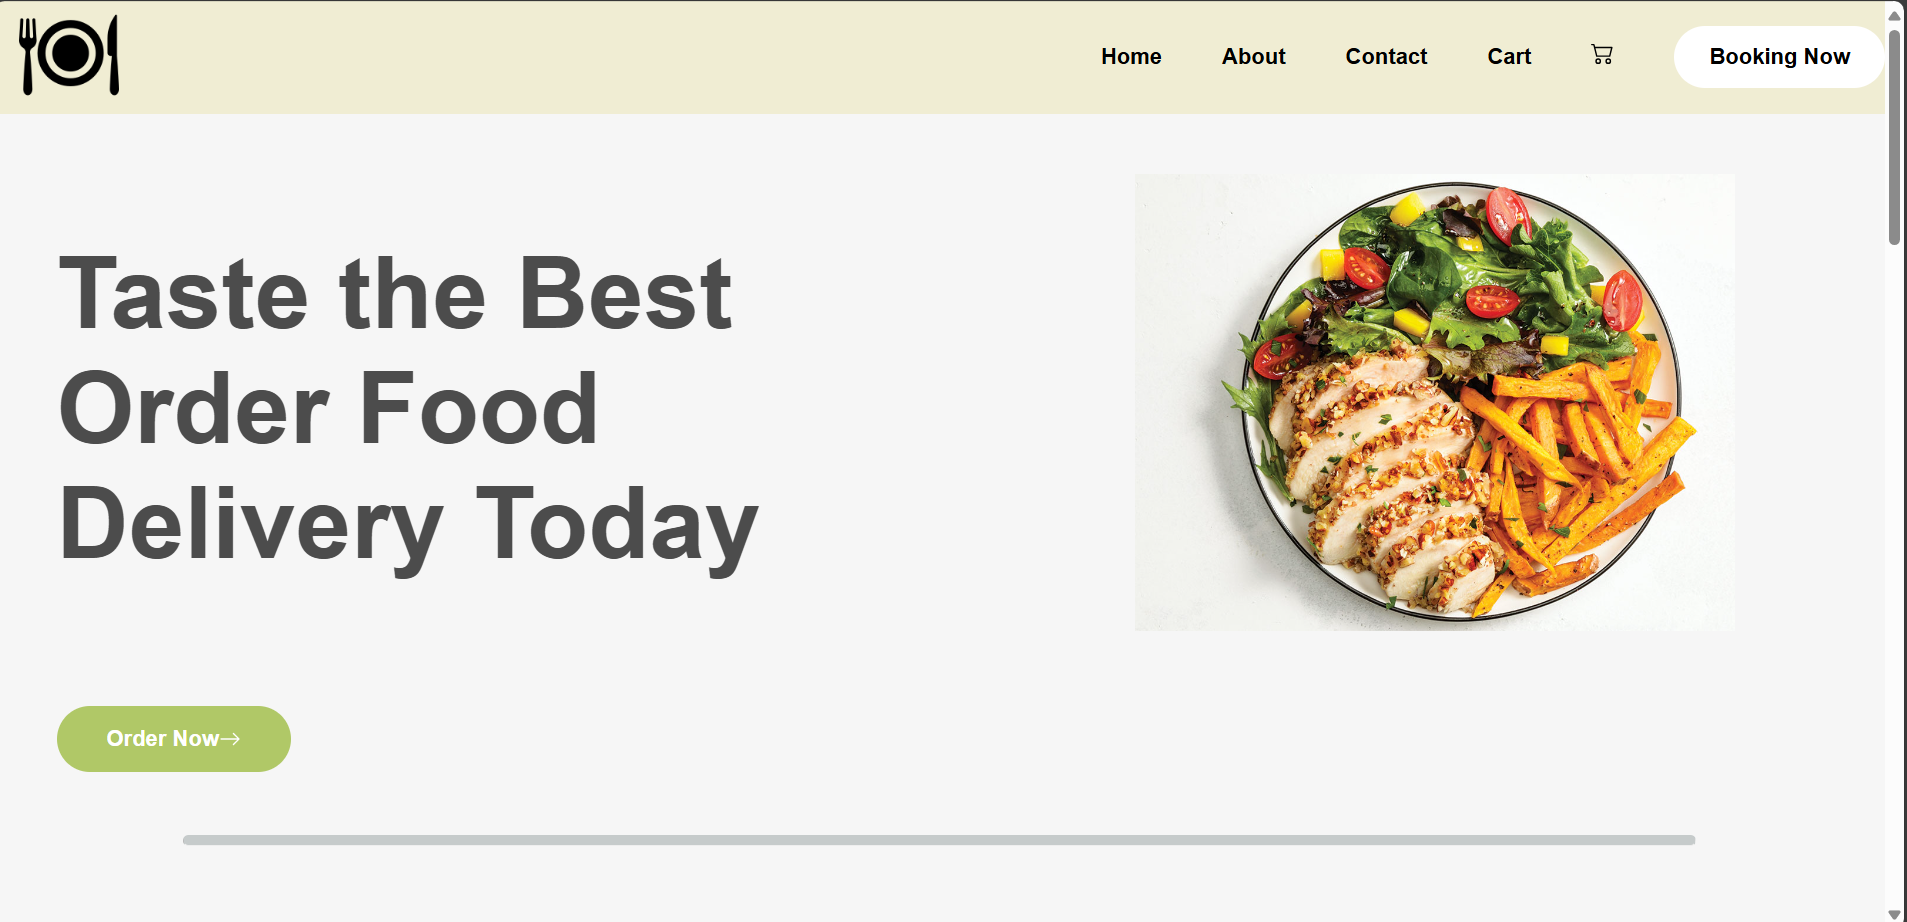 Home About Contact Cart Booking Now
Taste the Best
Order Food
Delivery Today
Order Now→